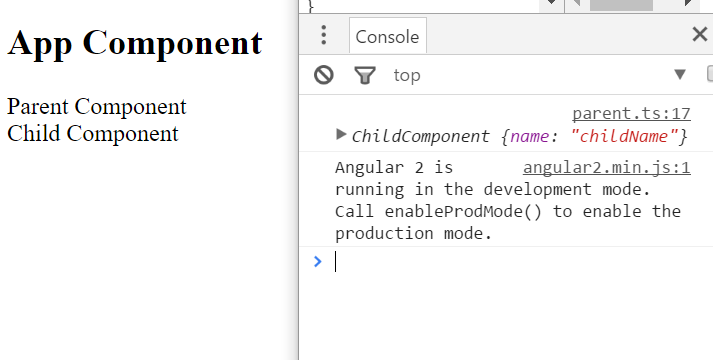 App Component
Parent Component
Child Component
}
Console
top
parent.ts:17
ChildComponent {name: "childName"}
Angular 2 is angular2.min.js:1
running in the development mode.
Call enableProdMode() to enable the
production mode.